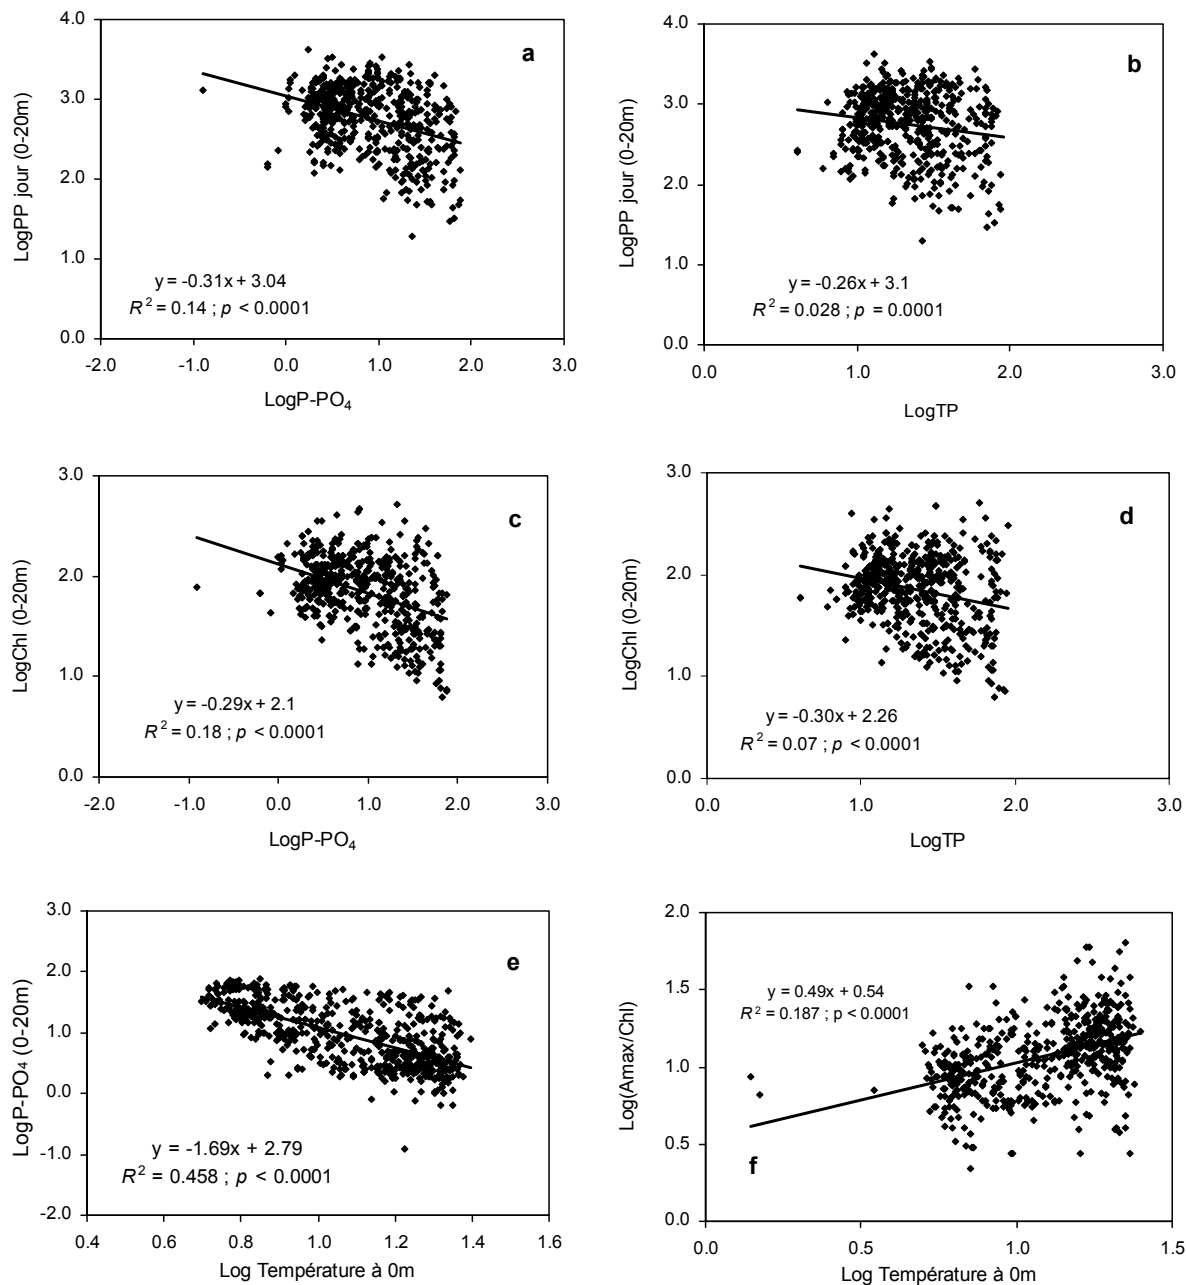 a
LogPP jour (0-20m)
4.0
3.0
2.0
1.0
0.0
y = -0.31x + 3.04
R² = 0.14 ; p < 0.0001
-2.0 -1.0 0.0 1.0 2.0 3.0
LogP-PO₄
b
LogPP jour (0-20m)
4.0
3.0
2.0
1.0
0.0
y = -0.26x + 3.1
R² = 0.028 ; p = 0.0001
0.0 1.0 2.0 3.0
LogTP
c
LogChl (0-20m)
3.0
2.0
1.0
0.0
y = -0.29x + 2.1
R² = 0.18 ; p < 0.0001
-2.0 -1.0 0.0 1.0 2.0 3.0
LogP-PO₄
d
LogChl (0-20m)
3.0
2.0
1.0
0.0
y = -0.30x + 2.26
R² = 0.07 ; p < 0.0001
0.0 1.0 2.0 3.0
LogTP
e
LogP-PO₄ (0-20m)
3.0
2.0
1.0
0.0
-1.0
-2.0
y = -1.69x + 2.79
R² = 0.458 ; p < 0.0001
0.4 0.6 0.8 1.0 1.2 1.4 1.6
Log Température à 0m
f
Log(Amax/Chl)
2.0
1.5
1.0
0.5
0.0
y = 0.49x + 0.54
R² = 0.187 ; p < 0.0001
0.0 0.5 1.0 1.5
Log Température à 0m